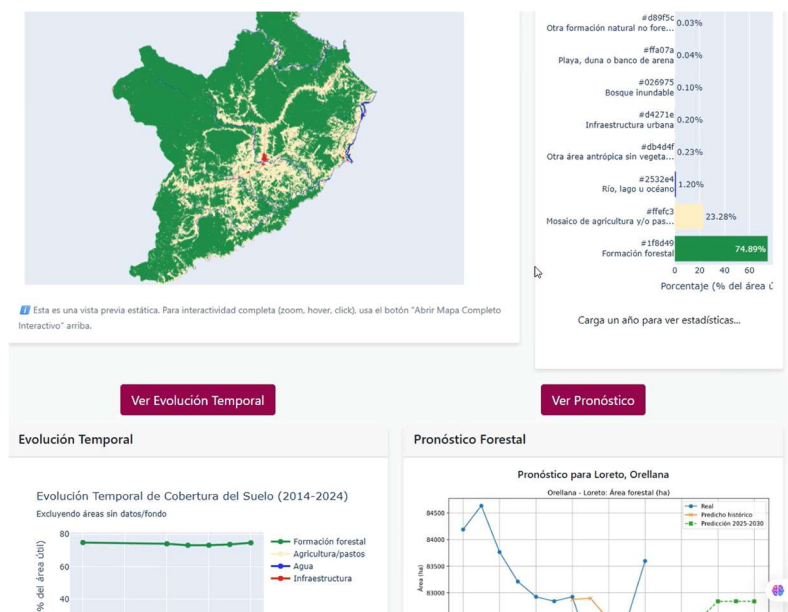 #d89f5c
Otra formación natural no fore...
0.03%
#ffa07a
Playa, duna o banco de arena
0.04%
#026975
Bosque inundable
0.10%
#d4271e
Infraestructura urbana
0.20%
#db4d4f
Otra área antrópica sin vegeta...
0.23%
#2532e4
Río, lago u océano
1.20%
#ffefc3
Mosaico de agricultura y/o pas...
23.28%
#1f8d49
Formación forestal
74.89%
0 20 40 60
Porcentaje (% del área ú
Carga un año para ver estadísticas...
Esta es una vista previa estática. Para interactividad completa (zoom, hover, click), usa el botón "Abrir Mapa Completo
Interactivo" arriba.
Ver Evolución Temporal
Ver Pronóstico
Evolución Temporal
Evolución Temporal de Cobertura del Suelo (2014-2024)
Excluyendo áreas sin datos/fondo
80
60
40
% del área útil)
Formación forestal
Agricultura/pastos
Agua
Infraestructura
Pronóstico Forestal
Pronóstico para Loreto, Orellana
Orellana - Loreto: Área forestal (ha)
84500
84000
83500
83000
Área (ha)
Real
Predicho histórico
Predicción 2025-2030